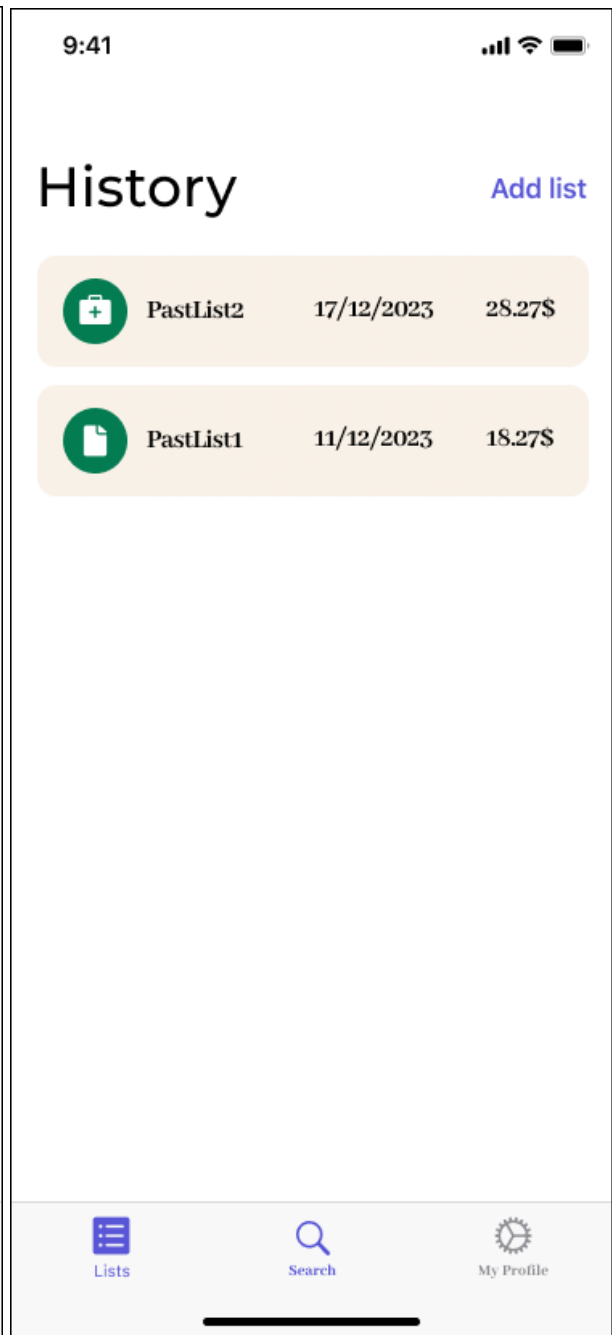 9:41
History Add list
PastList2 17/12/2023 28.27$
PastList1 11/12/2023 18.27$
Lists Search My Profile